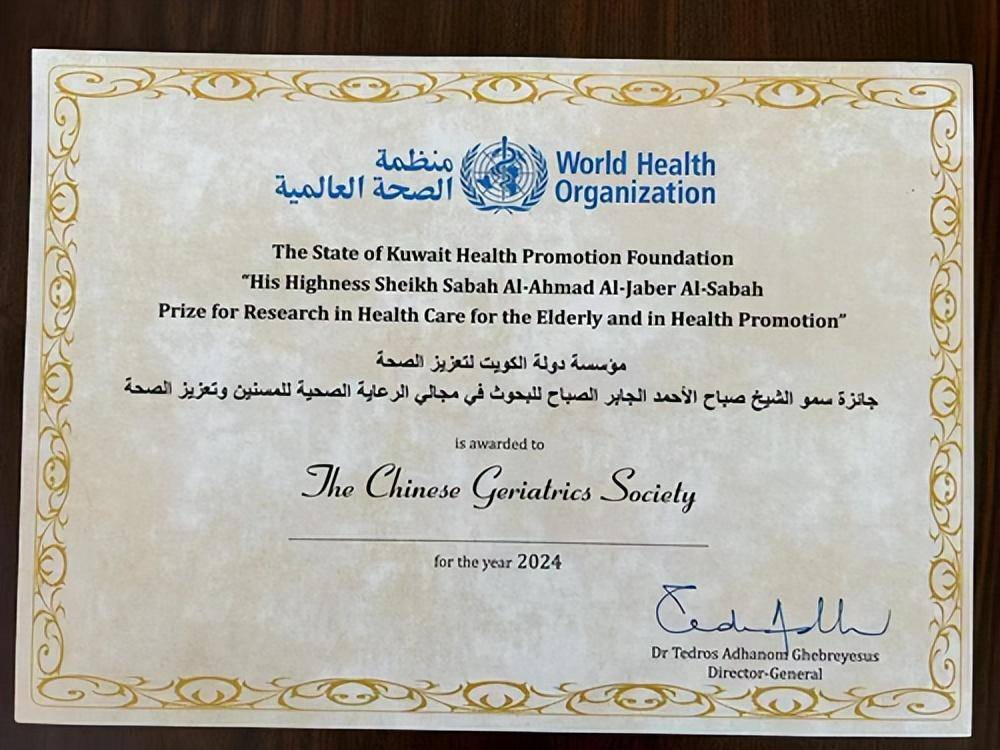 منظمة
الصحة العالمية
World Health
Organization
The State of Kuwait Health Promotion Foundation
“His Highness Sheikh Sabah Al-Ahmad Al-Jaber Al-Sabah
Prize for Research in Health Care for the Elderly and in Health Promotion”
مؤسسة دولة الكويت لتعزيز الصحة
جائزة سمو الشيخ صباح الأحمد الجابر الصباح للبحوث في مجالي الرعاية الصحية للمسنين وتعزيز الصحة
is awarded to
The Chinese Geriatrics Society
for the year 2024
Dr Tedros Adhanom Ghebreyesus
Director-General